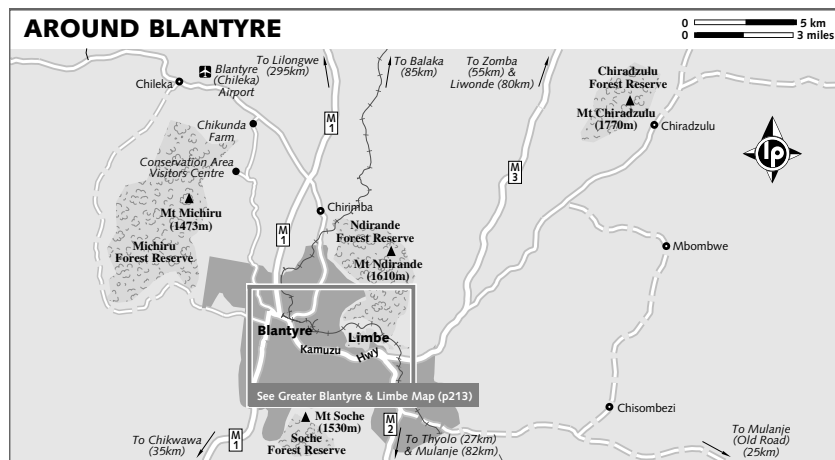 AROUND BLANTYRE
0 5 km
0 3 miles
To Lilongwe
(295km)
To Balaka
(85km)
To Zomba
(55km) &
Liwonde (80km)
Chiradzulu
Forest Reserve
Mt Chiradzulu
(1770m)
Chiradzulu
Blantyre
(Chileka)
Airport
Chileka
Chikunda
Farm
M
1
M
3
lp
Conservation Area
Visitors Centre
Mt Michiru
(1473m)
Michiru
Forest Reserve
Chirimba
M
1
Ndirande
Forest Reserve
Mt Ndirande
(1610m)
Mbombwe
Blantyre
Limbe
Kamuzu Hwy
See Greater Blantyre & Limbe Map (p213)
Chisombezi
Mt Soche
(1530m)
Soche
Forest Reserve
M
1
M
2
To Chikwawa
(35km)
To Thyolo (27km)
& Mulanje (82km)
To Mulanje
(Old Road)
(25km)